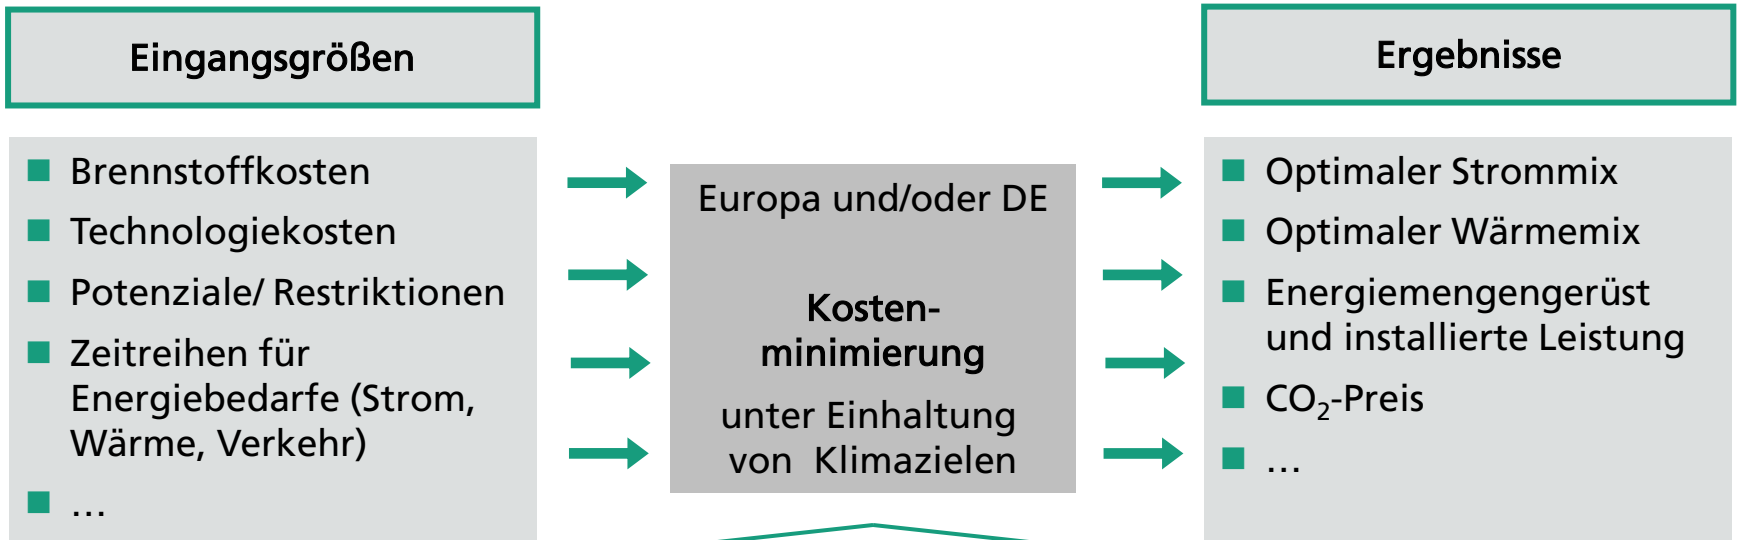 Eingangsgrößen
Brennstoffkosten
Technologiekosten
Potenziale/ Restriktionen
Zeitreihen für
Energiebedarfe (Strom,
Wärme, Verkehr)
…
Europa und/oder DE
Kosten-
minimierung
unter Einhaltung
von Klimazielen
Ergebnisse
Optimaler Strommix
Optimaler Wärmemix
Energiemengengerüst
und installierte Leistung
CO₂-Preis
…